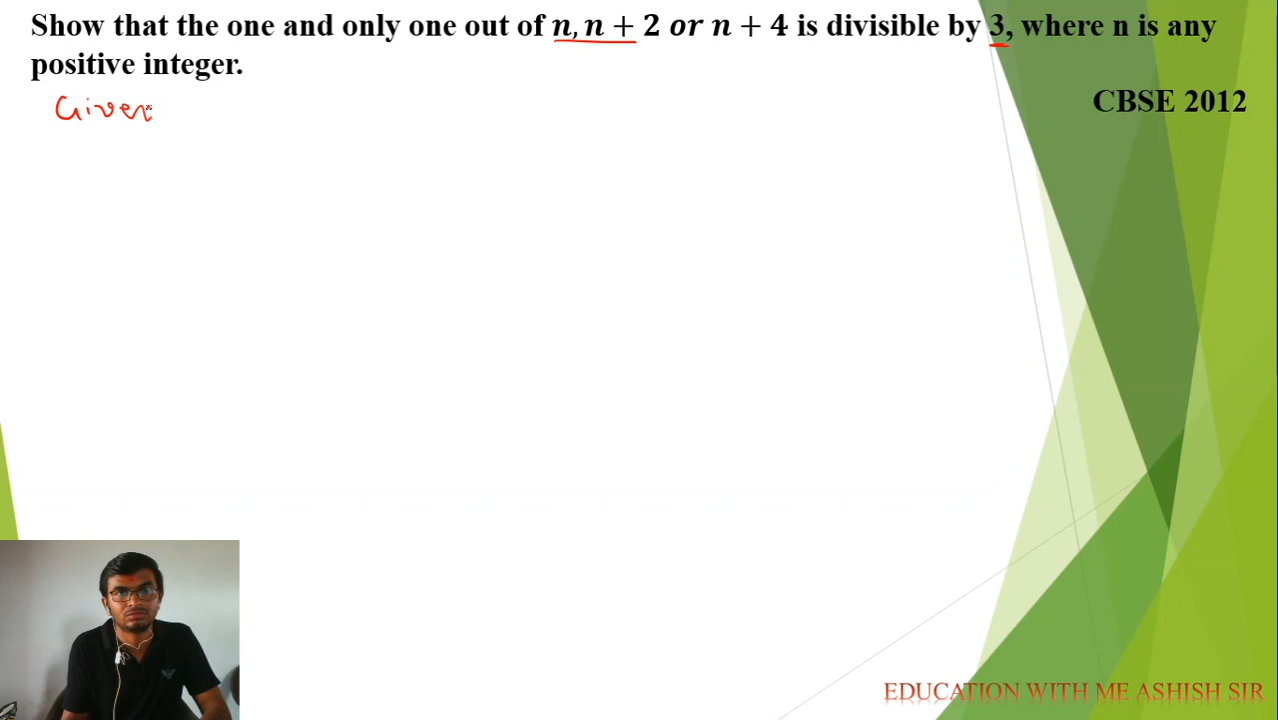 Show that the one and only one out of n, n + 2 or n + 4 is divisible by 3, where n is any
positive integer.
Given
CBSE 2012
EDUCATION WITH ME ASHISH SIR